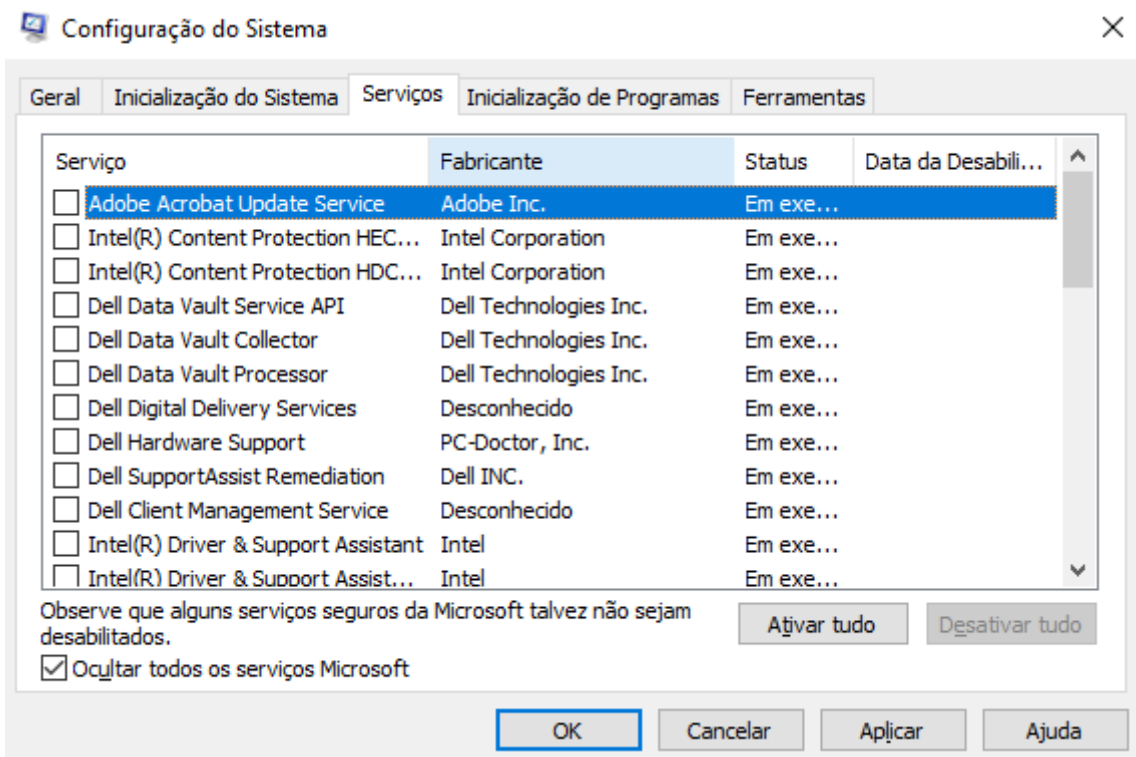 Configuração do Sistema
Geral Inicialização do Sistema Serviços Inicialização de Programas Ferramentas
Serviço Fabricante Status Data da Desabili...
Adobe Acrobat Update Service Adobe Inc. Em exe...
Intel(R) Content Protection HEC... Intel Corporation Em exe...
Intel(R) Content Protection HDC... Intel Corporation Em exe...
Dell Data Vault Service API Dell Technologies Inc. Em exe...
Dell Data Vault Collector Dell Technologies Inc. Em exe...
Dell Data Vault Processor Dell Technologies Inc. Em exe...
Dell Digital Delivery Services Desconhecido Em exe...
Dell Hardware Support PC-Doctor, Inc. Em exe...
Dell SupportAssist Remediation Dell INC. Em exe...
Dell Client Management Service Desconhecido Em exe...
Intel(R) Driver & Support Assistant Intel Em exe...
Intel(R) Driver & Support Assist... Intel Em exe...
Observe que alguns serviços seguros da Microsoft talvez não sejam
desabilitados.
Ativar tudo Desativar tudo
Ocultar todos os serviços Microsoft
OK Cancelar Aplicar Ajuda